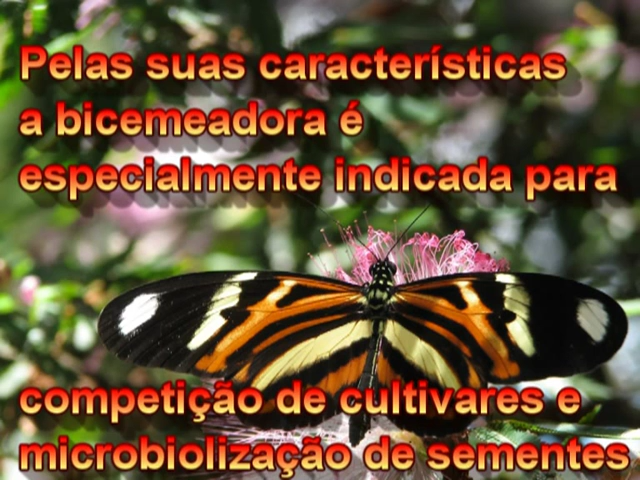 Pelas suas características
a bicemeadora é
especialmente indicada para
competição de cultivares e
microbiolização de sementes